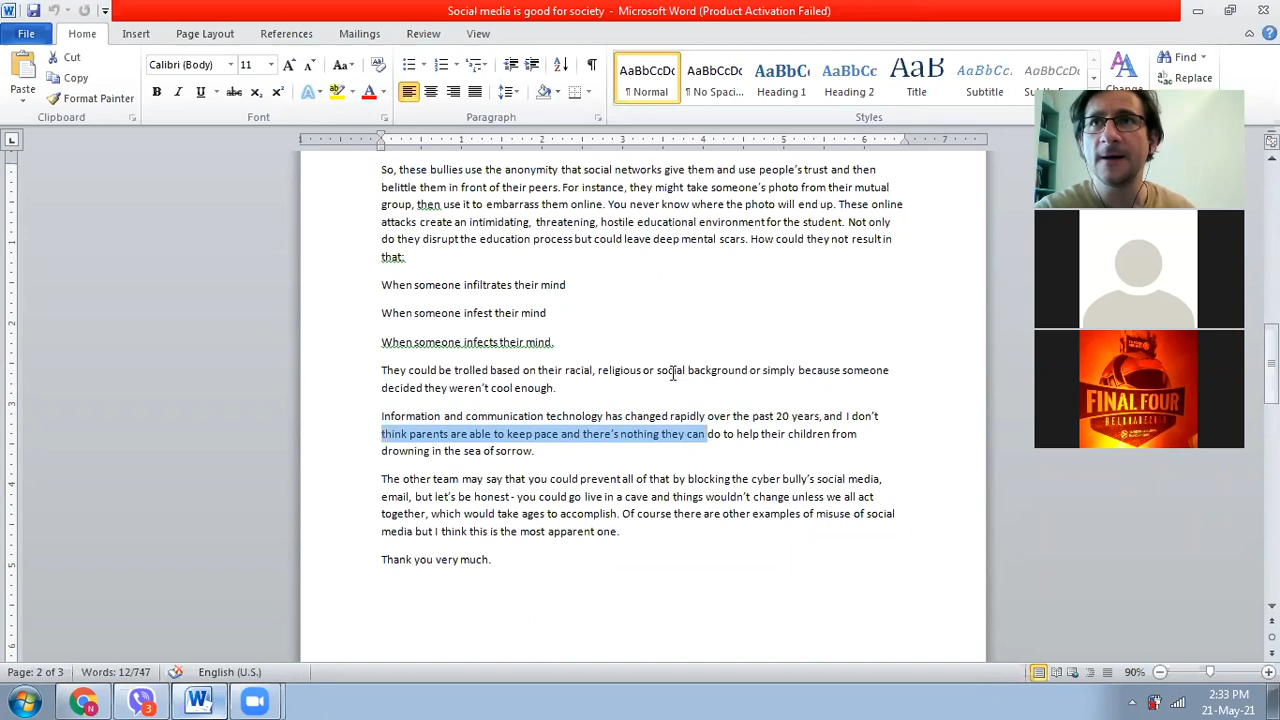 Social media is good for society - Microsoft Word (Product Activation Failed)
File Home Insert Page Layout References Mailings Review View
Cut
Copy
Paste
Format Painter
Clipboard
Calibri (Body) 11
Font
Paragraph
AaBbCcDc AaBbCcDc AaBbC AaBbCc AaB AaBbCc. AaBbCcDc
¶ Normal ¶ No Spaci... Heading 1 Heading 2 Title Subtitle Subtle Em...
Change
Styles
Find
Replace
So, these bullies use the anonymity that social networks give them and use people's trust and then
belittle them in front of their peers. For instance, they might take someone's photo from their mutual
group, then use it to embarrass them online. You never know where the photo will end up. These online
attacks create an intimidating, threatening, hostile educational environment for the student. Not only
do they disrupt the education process but could leave deep mental scars. How could they not result in
that:
When someone infiltrates their mind
When someone infest their mind
When someone infects their mind.
They could be trolled based on their racial, religious or social background or simply because someone
decided they weren't cool enough.
Information and communication technology has changed rapidly over the past 20 years, and I don't
think parents are able to keep pace and there's nothing they can do to help their children from
drowning in the sea of sorrow.
The other team may say that you could prevent all of that by blocking the cyber bully's social media,
email, but let's be honest - you could go live in a cave and things wouldn't change unless we all act
together, which would take ages to accomplish. Of course there are other examples of misuse of social
media but I think this is the most apparent one.
Thank you very much.
FINAL FOUR
Page: 2 of 3 Words: 12/747 English (U.S.) 90%
3
2:33 PM
21-May-21